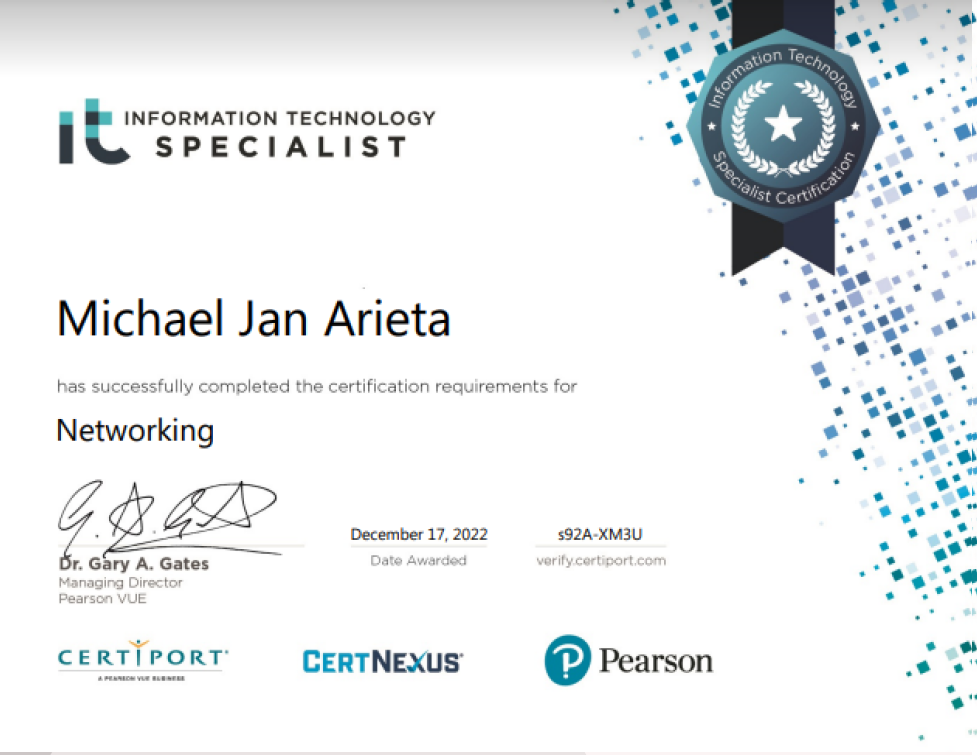 it INFORMATION TECHNOLOGY
SPECIALIST
Information Technology
Specialist Certification
Michael Jan Arieta
has successfully completed the certification requirements for
Networking
December 17, 2022
s92A-XM3U
Date Awarded
verify.certiport.com
Dr. Gary A. Gates
Managing Director
Pearson VUE
CERTIPORT
A PEARSON VUE BUSINESS
CERTNEXUS
P Pearson